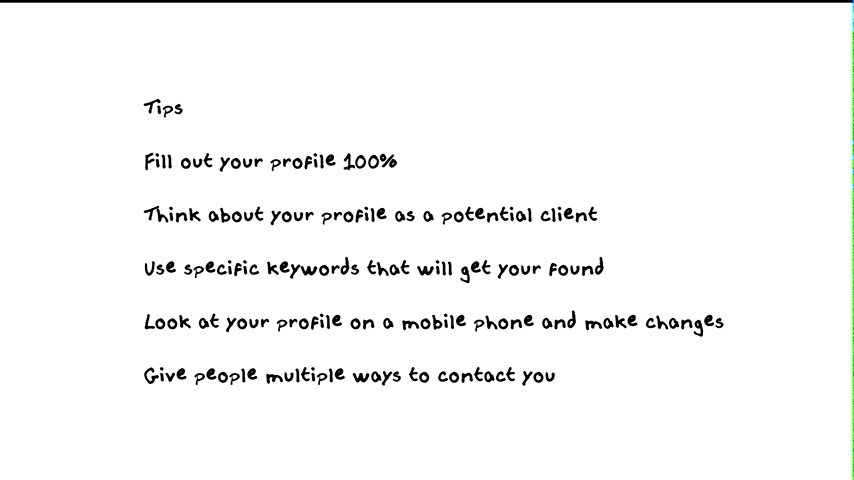 Tips
Fill out your profile 100%
Think about your profile as a potential client
Use specific keywords that will get your found
Look at your profile on a mobile phone and make changes
Give people multiple ways to contact you